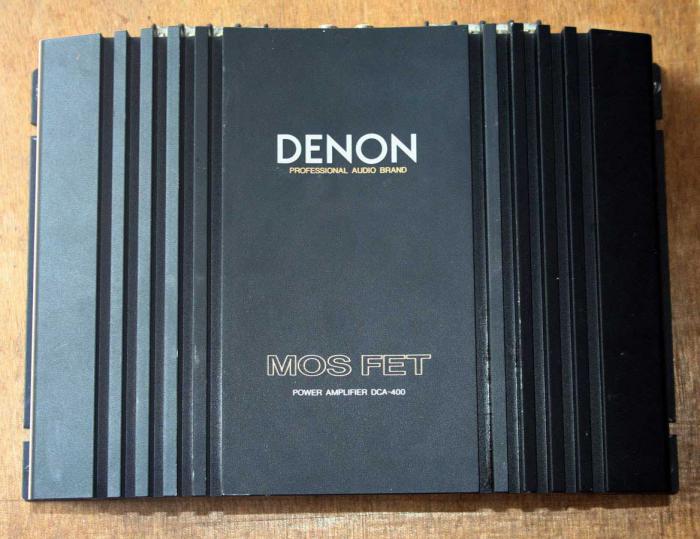 DENON
PROFESSIONAL AUDIO BRAND
MOS FET
POWER AMPLIFIER DCA-400